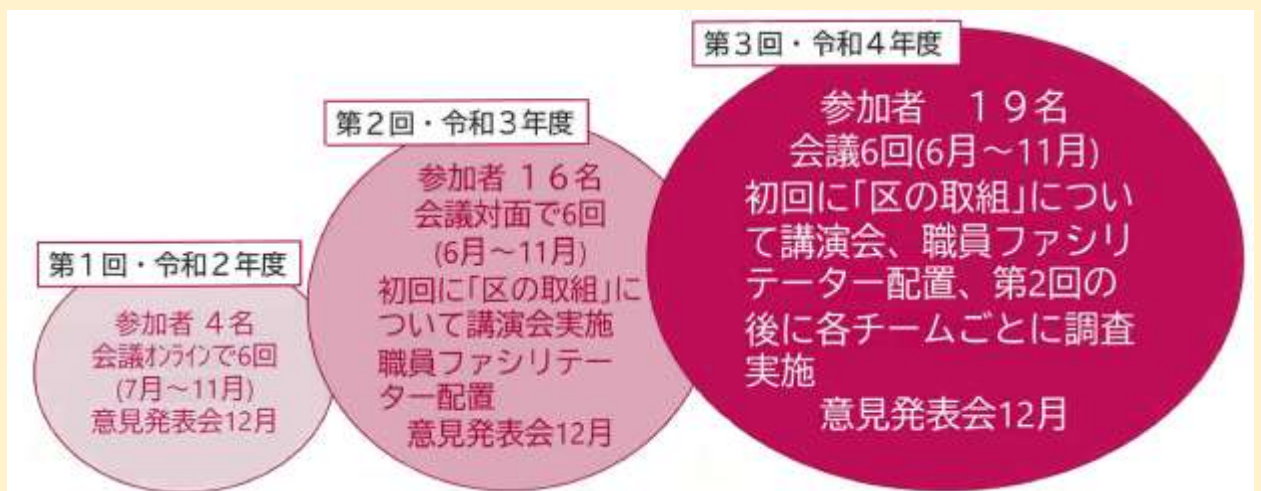 第1回・令和2年度
参加者 4名
会議ｵﾝﾗｲﾝで6回
(7月～11月)
意見発表会12月
第2回・令和3年度
参加者 16名
会議対面で6回
(6月～11月)
初回に「区の取組」に
ついて講演会実施
職員ファシリテー
ター配置
意見発表会12月
第3回・令和4年度
参加者　19名
会議6回(6月～11月)
初回に「区の取組」につい
て講演会、職員ファシリ
テーター配置、第2回の
後に各チームごとに調査
実施
意見発表会12月